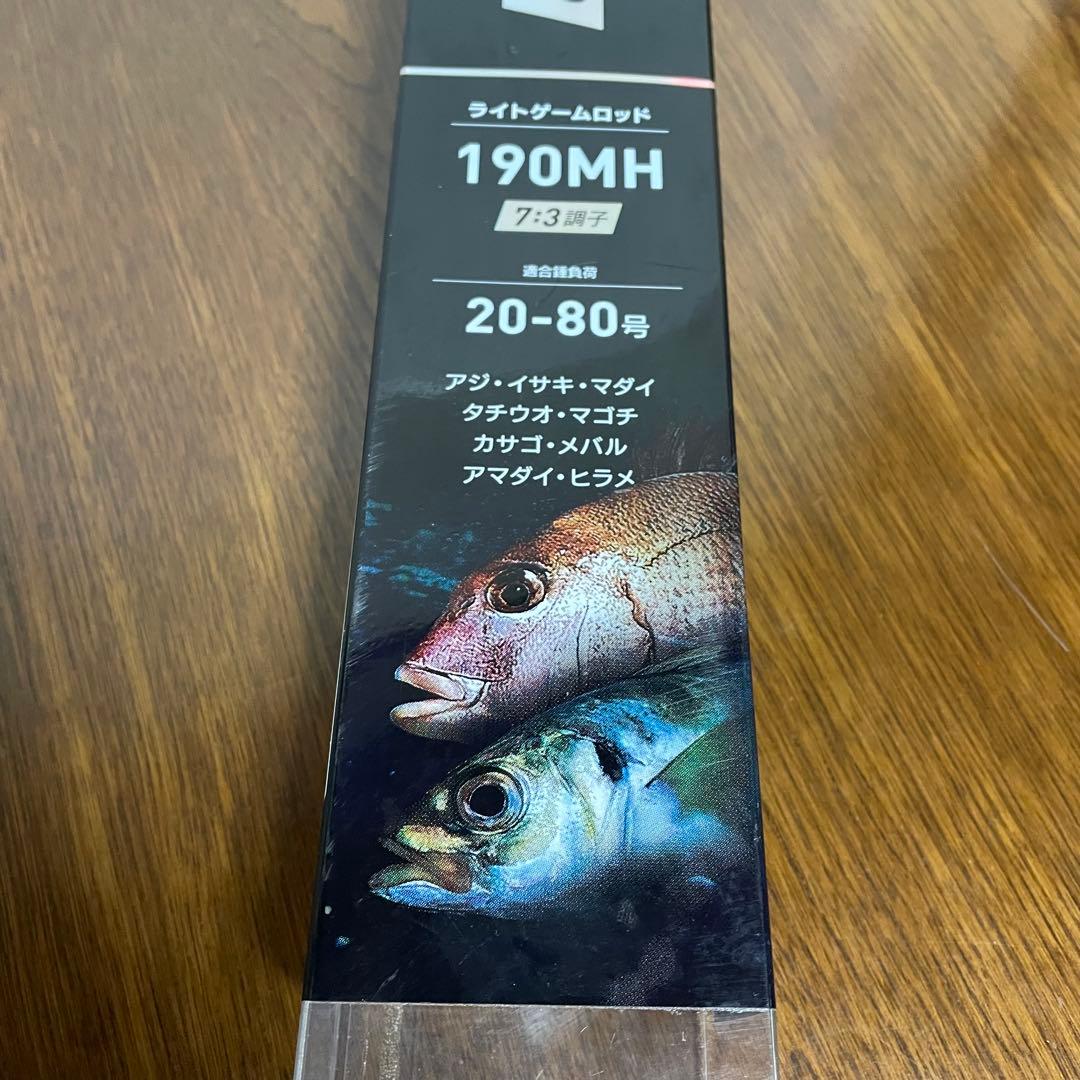 ライトゲームロッド
190MH
7:3調子
適合錘負荷
20-80号
アジ・イサキ・マダイ
タチウオ・マゴチ
カサゴ・メバル
アマダイ・ヒラメ